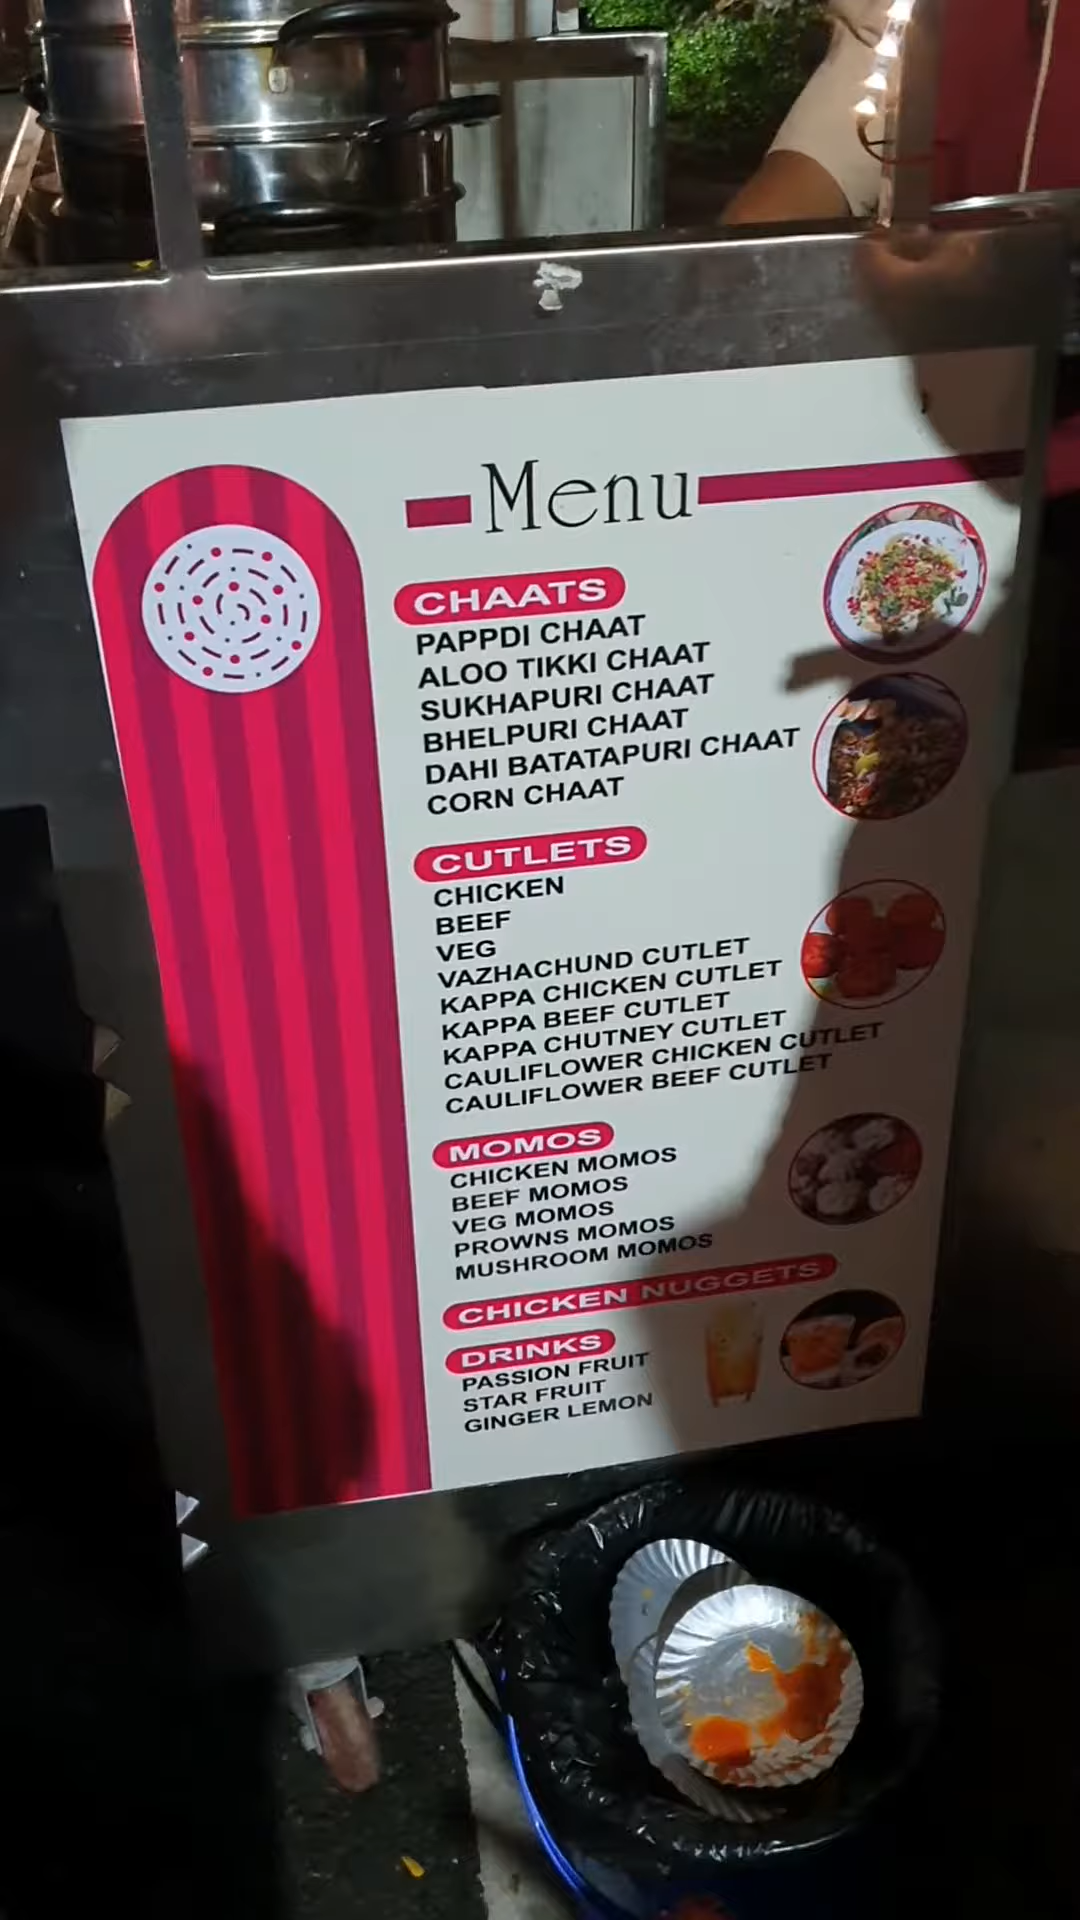 Menu
CHAATS
PAPPDI CHAAT
ALOO TIKKI CHAAT
SUKHAPURI CHAAT
BHELPURI CHAAT
DAHI BATATAPURI CHAAT
CORN CHAAT
CUTLETS
CHICKEN
BEEF
VEG
VAZHACHUND CUTLET
KAPPA CHICKEN CUTLET
KAPPA BEEF CUTLET
KAPPA CHUTNEY CUTLET
CAULIFLOWER CHICKEN CUTLET
CAULIFLOWER BEEF CUTLET
MOMOS
CHICKEN MOMOS
BEEF MOMOS
VEG MOMOS
PROWNS MOMOS
MUSHROOM MOMOS
CHICKEN NUGGETS
DRINKS
PASSION FRUIT
STAR FRUIT
GINGER LEMON